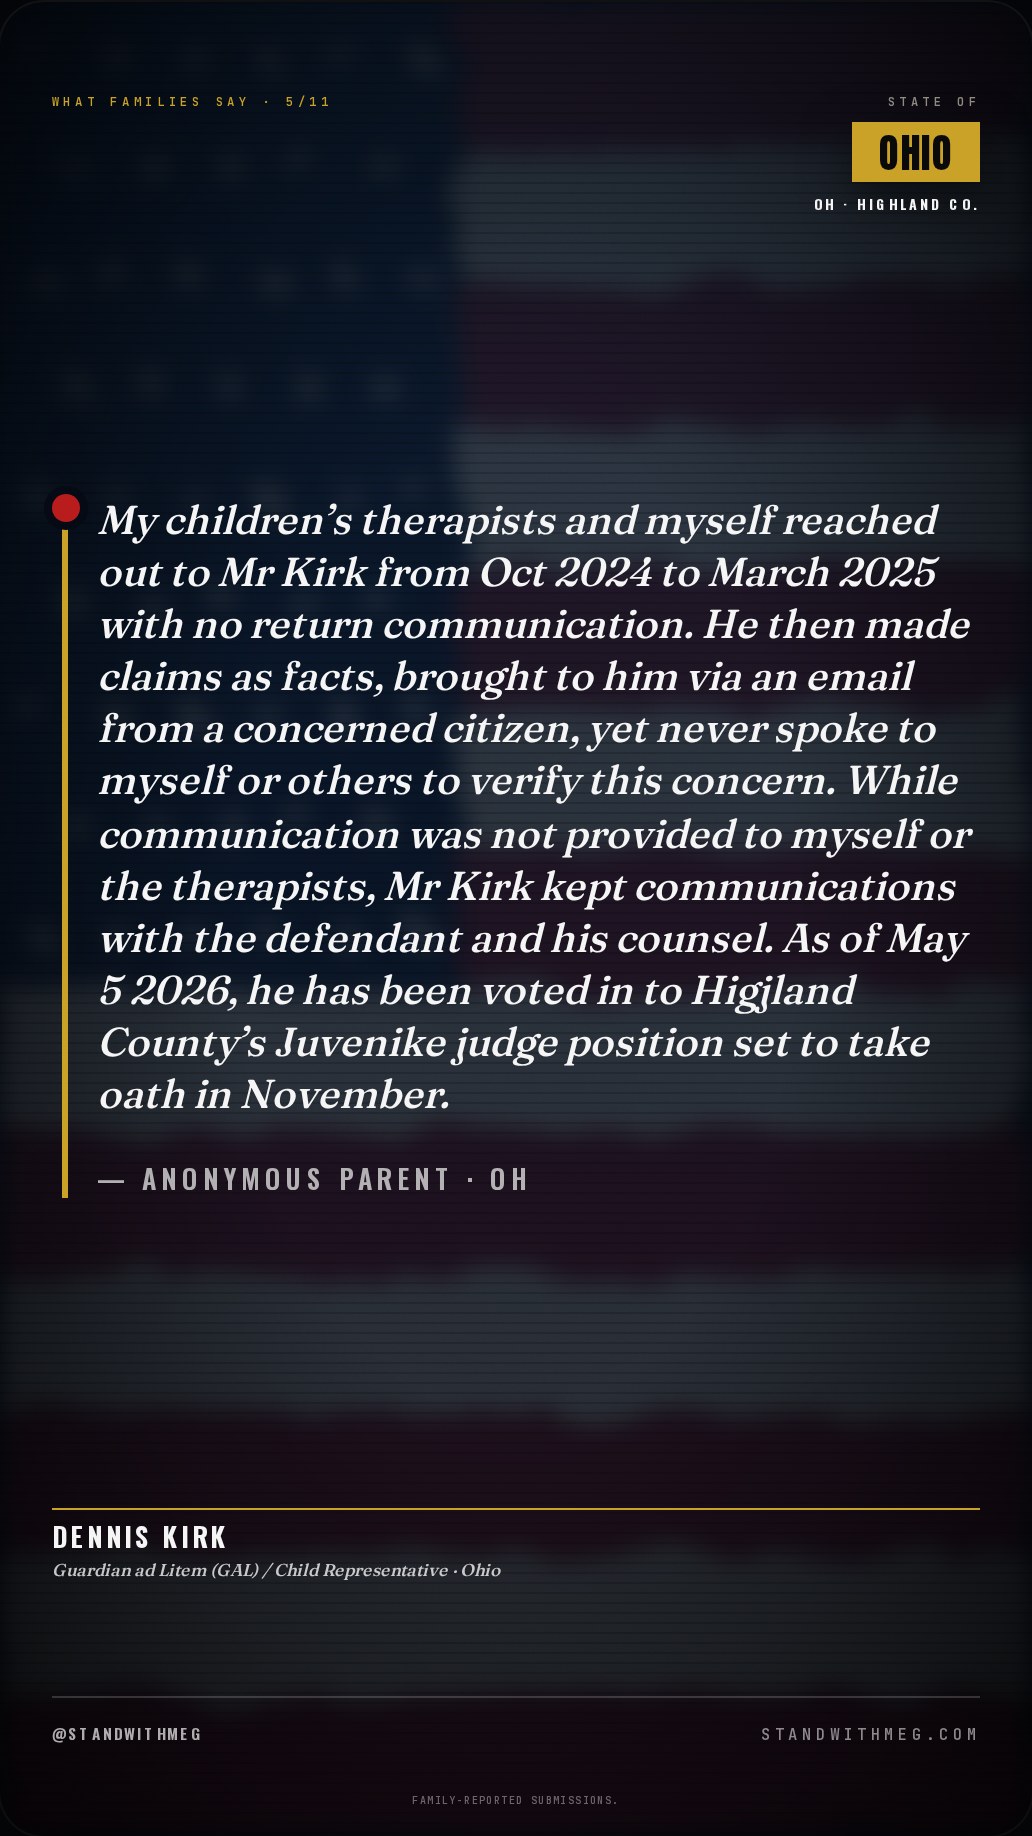 WHAT FAMILIES SAY · 5/11
STATE OF
OHIO
OH · HIGHLAND CO.
My children’s therapists and myself reached
out to Mr Kirk from Oct 2024 to March 2025
with no return communication. He then made
claims as facts, brought to him via an email
from a concerned citizen, yet never spoke to
myself or others to verify this concern. While
communication was not provided to myself or
the therapists, Mr Kirk kept communications
with the defendant and his counsel. As of May
5 2026, he has been voted in to Higjland
County’s Juvenike judge position set to take
oath in November.
— ANONYMOUS PARENT · OH
DENNIS KIRK
Guardian ad Litem (GAL) / Child Representative · Ohio
@STANDWITHMEG
STANDWITHMEG.COM
FAMILY-REPORTED SUBMISSIONS.